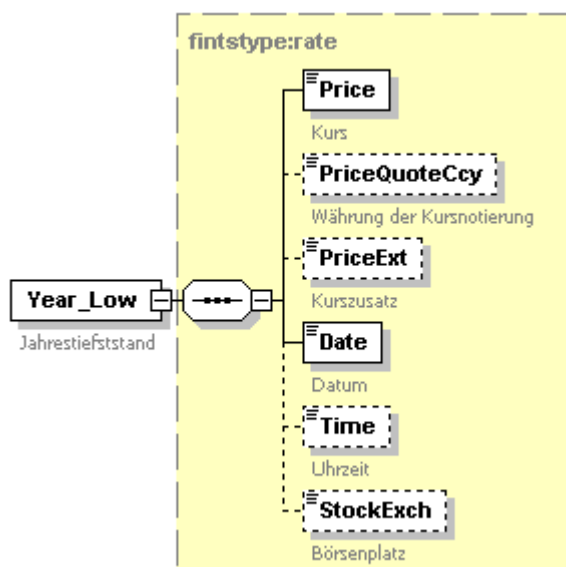 fintstype:rate
Price
Kurs
PriceQuoteCcy
Währung der Kursnotierung
PriceExt
Kurszusatz
Year_Low
Jahrestiefststand
Date
Datum
Time
Uhrzeit
StockExch
Börsenplatz